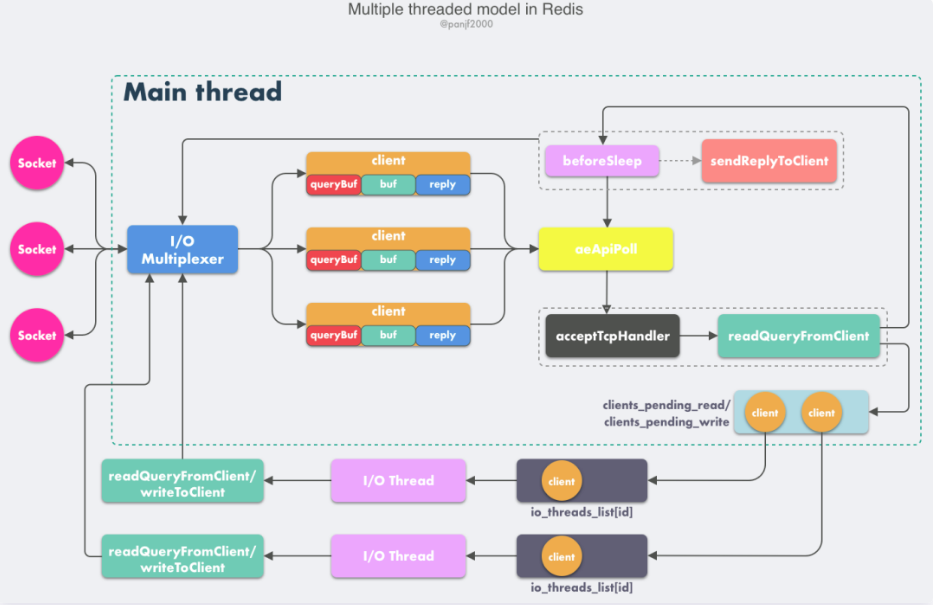 Multiple threaded model in Redis
@panjf2000
Main thread
Socket
Socket
Socket
I/O
Multiplexer
client
queryBuf
buf
reply
client
queryBuf
buf
reply
client
queryBuf
buf
reply
beforeSleep
sendReplyToClient
aeApiPoll
acceptTcpHandler
readQueryFromClient
clients_pending_read/
clients_pending_write
client
client
readQueryFromClient/
writeToClient
I/O Thread
client
io_threads_list[id]
readQueryFromClient/
writeToClient
I/O Thread
client
io_threads_list[id]